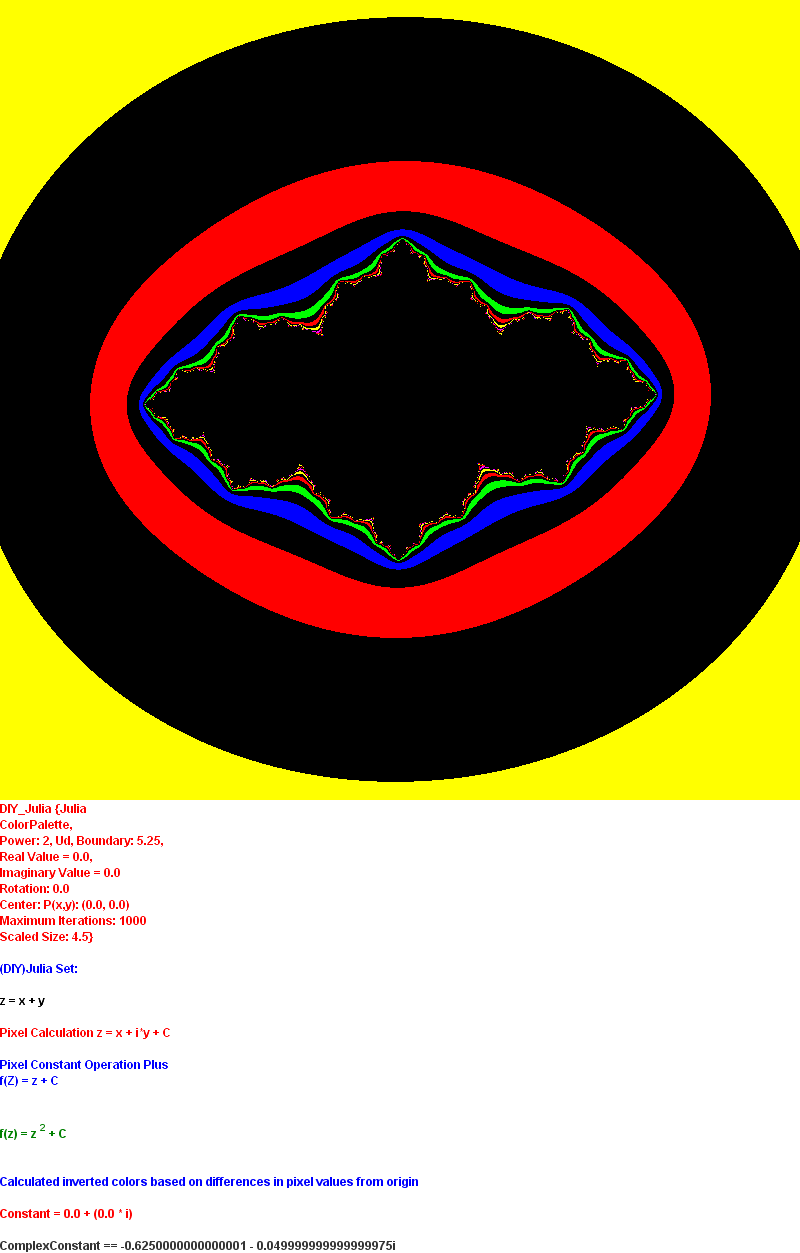 DIY_Julia {Julia
ColorPalette,
Power: 2, Ud, Boundary: 5.25,
Real Value = 0.0,
Imaginary Value = 0.0
Rotation: 0.0
Center: P(x,y): (0.0, 0.0)
Maximum Iterations: 1000
Scaled Size: 4.5}
(DIY)Julia Set:
z = x + y
Pixel Calculation z = x + i*y + C
Pixel Constant Operation Plus
f(Z) = z + C
f(z) = z ² + C
Calculated inverted colors based on differences in pixel values from origin
Constant = 0.0 + (0.0 * i)
ComplexConstant == -0.6250000000000001 - 0.049999999999999975i